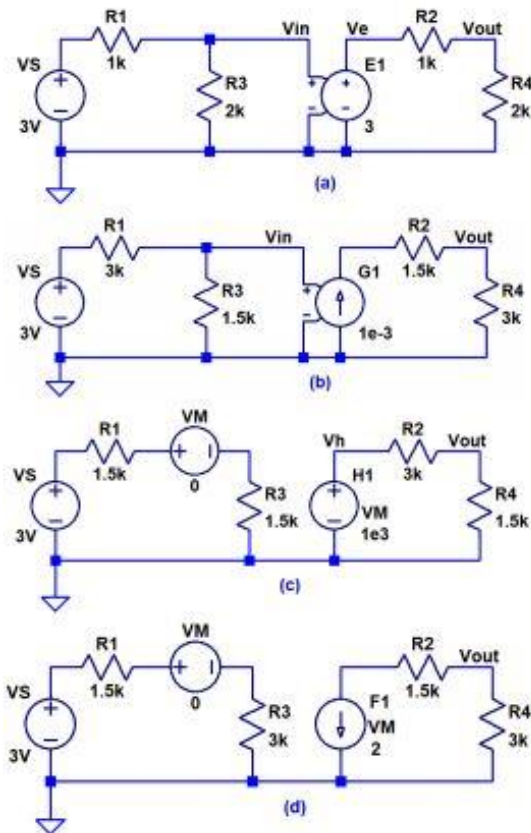 R1 Vin Ve R2 Vout
VS 1k E1 1k R4
+ R3 + +
− 2k − − 2k
3V 3
(a)
R1 Vin R2 Vout
VS 3k G1 1.5k R4
+ R3 + 3k
− 1.5k −
3V 1e-3
(b)
VM
R1 Vh R2 Vout
VS 1.5k + − H1 3k R4
+ 0 R3 + VM 1.5k
− 1.5k − 1e3
3V
(c)
VM
R1 R2 Vout
VS 1.5k + − F1 1.5k R4
+ 0 R3 VM 3k
− 3k 2
3V
(d)